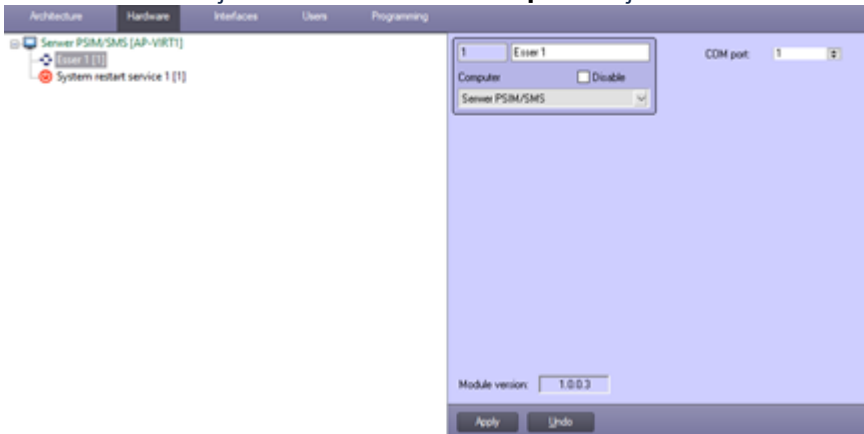 Architecture Hardware Interfaces Users Programming
Serwer PSIM/SMS [AP-VIRT1]
Esser 1 [1]
System restart service 1 [1]
1 Esser 1
COM port: 1
Computer Disable
Serwer PSIM/SMS
Module version: 1.0.0.3
Apply Undo